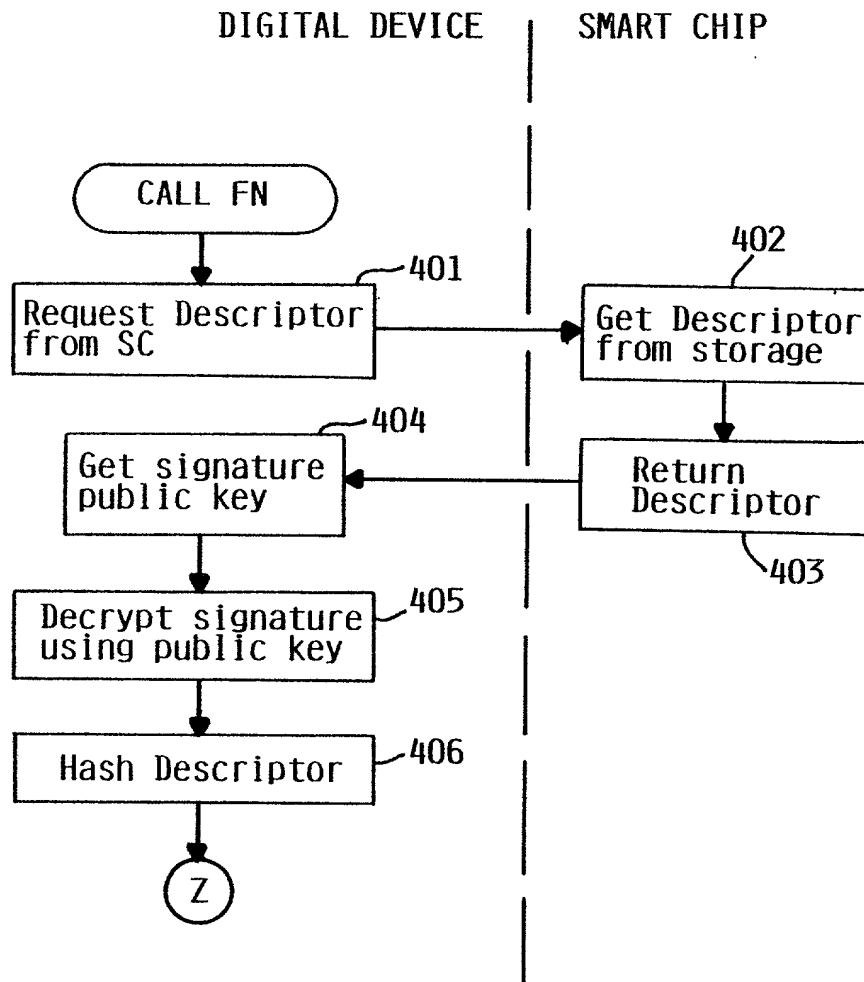 DIGITAL DEVICE
SMART CHIP
CALL FN
401
Request Descriptor
from SC
402
Get Descriptor
from storage
404
Get signature
public key
Return
Descriptor
403
405
Decrypt signature
using public key
406
Hash Descriptor
Z